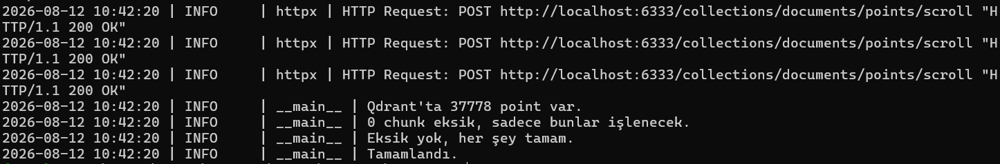 2026-08-12 10:42:20 | INFO     | httpx | HTTP Request: POST http://localhost:6333/collections/documents/points/scroll "H
TTP/1.1 200 OK"
2026-08-12 10:42:20 | INFO     | httpx | HTTP Request: POST http://localhost:6333/collections/documents/points/scroll "H
TTP/1.1 200 OK"
2026-08-12 10:42:20 | INFO     | httpx | HTTP Request: POST http://localhost:6333/collections/documents/points/scroll "H
TTP/1.1 200 OK"
2026-08-12 10:42:20 | INFO     | __main__ | Qdrant'ta 37778 point var.
2026-08-12 10:42:20 | INFO     | __main__ | 0 chunk eksik, sadece bunlar işlenecek.
2026-08-12 10:42:20 | INFO     | __main__ | Eksik yok, her şey tamam.
2026-08-12 10:42:20 | INFO     | __main__ | Tamamlandı.